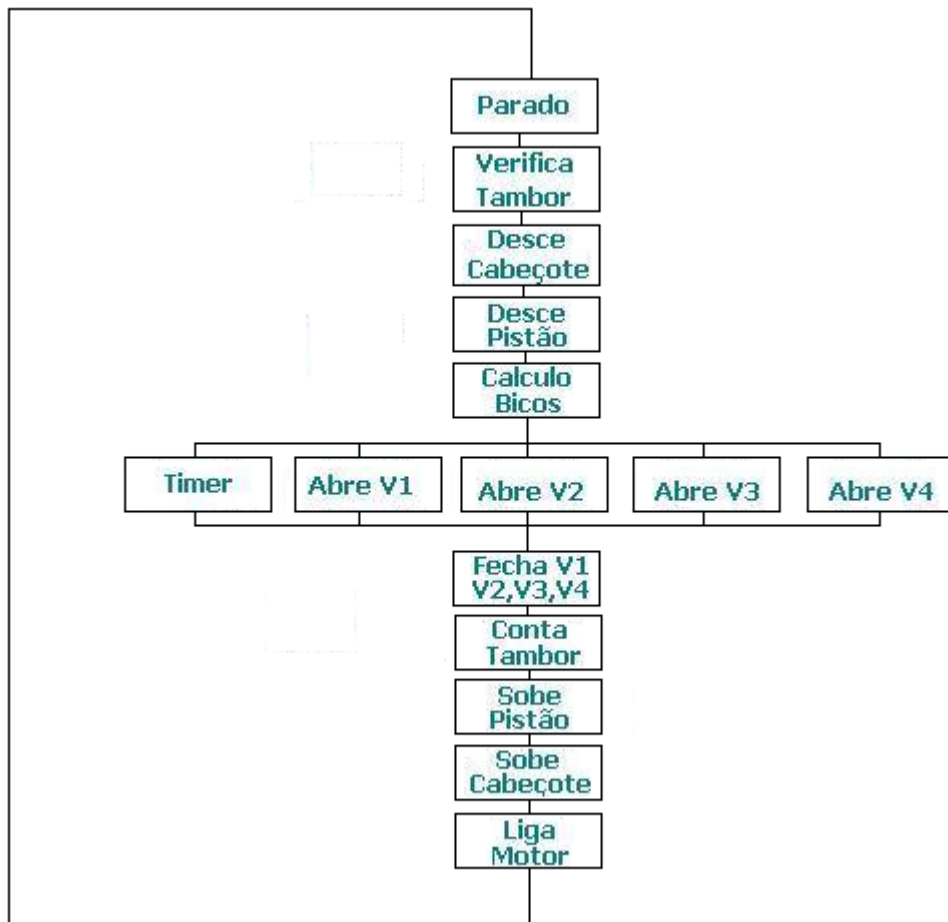 Parado
Verifica
Tambor
Desce
Cabeçote
Desce
Pistão
Calculo
Bicos
Timer
Abre V1
Abre V2
Abre V3
Abre V4
Fecha V1
V2,V3,V4
Conta
Tambor
Sobe
Pistão
Sobe
Cabeçote
Liga
Motor